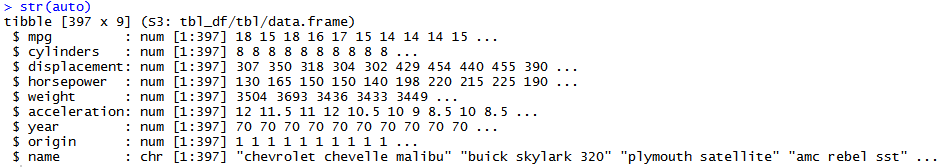 > str(auto)
tibble [397 x 9] (S3: tbl_df/tbl/data.frame)
 $ mpg         : num [1:397] 18 15 18 16 17 15 14 14 14 15 ...
 $ cylinders   : num [1:397] 8 8 8 8 8 8 8 8 8 8 ...
 $ displacement: num [1:397] 307 350 318 304 302 429 454 440 455 390 ...
 $ horsepower  : num [1:397] 130 165 150 150 140 198 220 215 225 190 ...
 $ weight      : num [1:397] 3504 3693 3436 3433 3449 ...
 $ acceleration: num [1:397] 12 11.5 11 12 10.5 10 9 8.5 10 8.5 ...
 $ year        : num [1:397] 70 70 70 70 70 70 70 70 70 70 ...
 $ origin      : num [1:397] 1 1 1 1 1 1 1 1 1 1 ...
 $ name        : chr [1:397] "chevrolet chevelle malibu" "buick skylark 320" "plymouth satellite" "amc rebel sst" ...